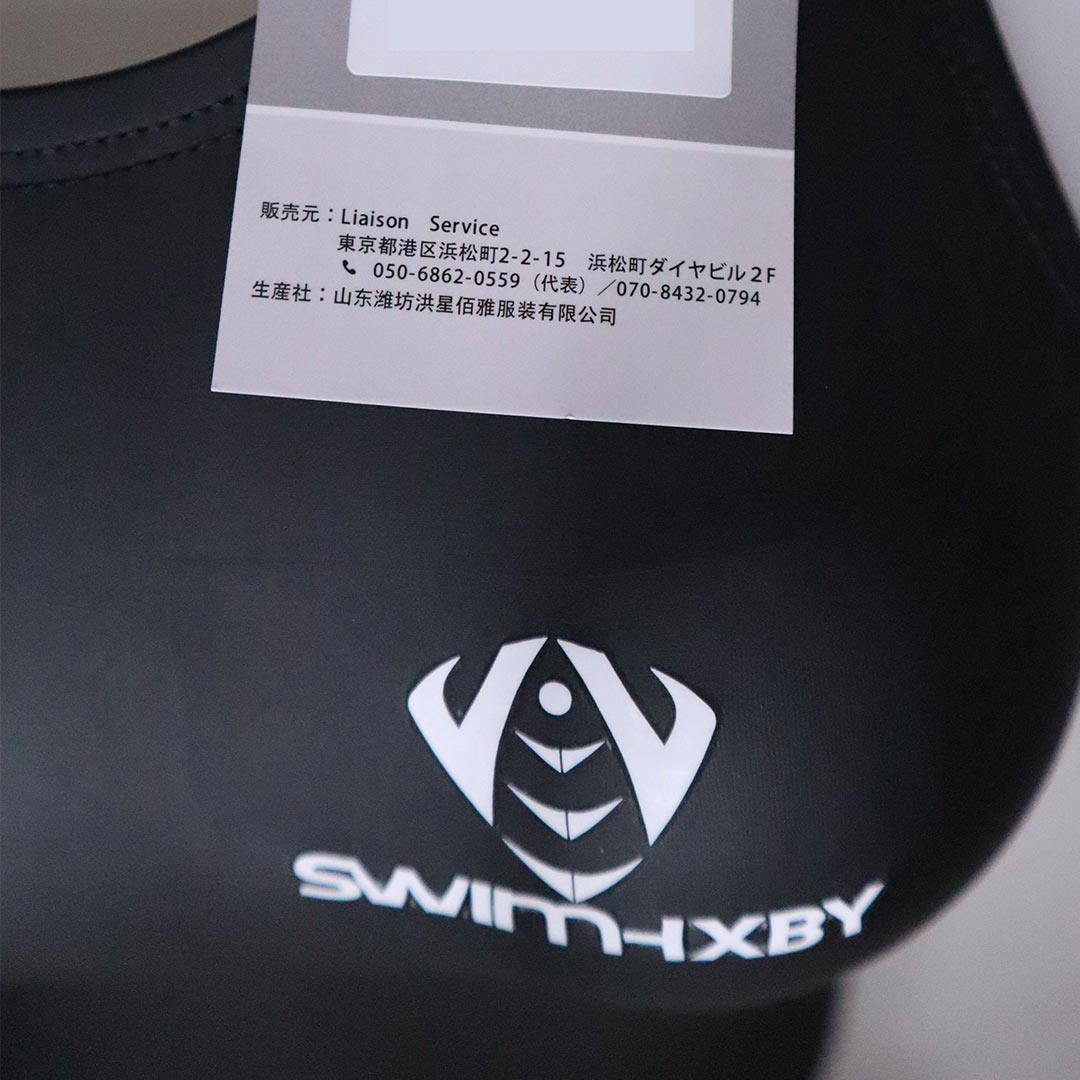 販売元：Liaison　Service
東京都港区浜松町2-2-15　浜松町ダイヤビル２F
050-6862-0559（代表）／070-8432-0794
生産社：山东潍坊洪星佰雅服装有限公司
SWIM-HXBY